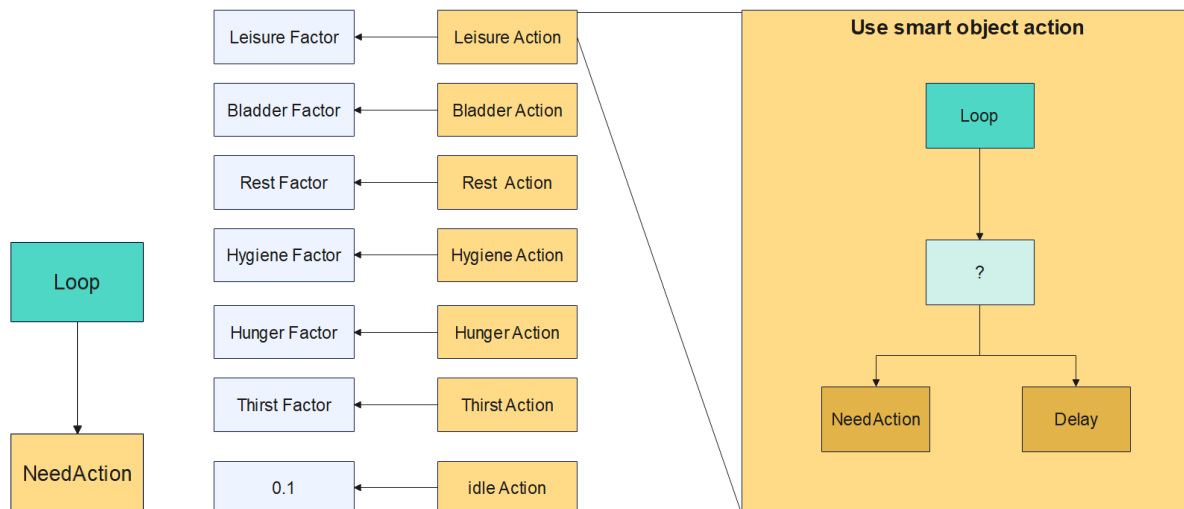 Leisure Factor
Leisure Action
Bladder Factor
Bladder Action
Rest Factor
Rest  Action
Hygiene Factor
Hygiene Action
Loop
Hunger Factor
Hunger Action
Thirst Factor
Thirst Action
NeedAction
0.1
idle Action
Use smart object action
Loop
?
NeedAction
Delay